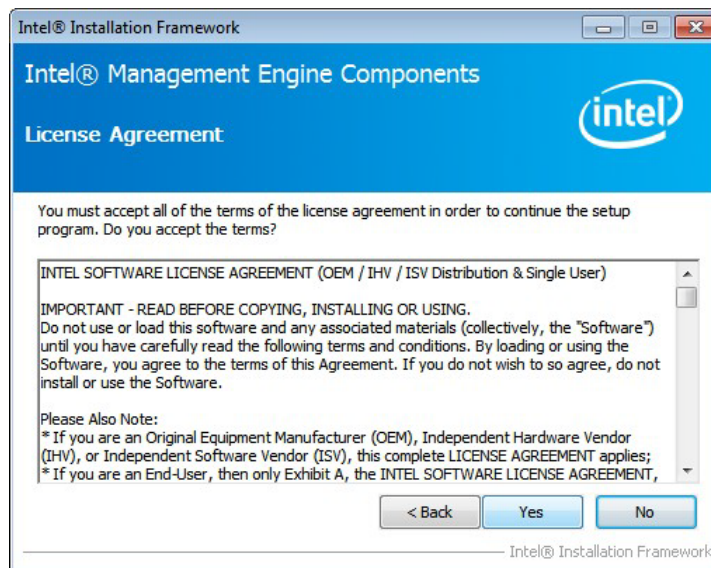 Intel® Installation Framework
Intel® Management Engine Components
License Agreement
intel
You must accept all of the terms of the license agreement in order to continue the setup
program. Do you accept the terms?
INTEL SOFTWARE LICENSE AGREEMENT (OEM / IHV / ISV Distribution & Single User)
IMPORTANT - READ BEFORE COPYING, INSTALLING OR USING.
Do not use or load this software and any associated materials (collectively, the "Software")
until you have carefully read the following terms and conditions. By loading or using the
Software, you agree to the terms of this Agreement. If you do not wish to so agree, do not
install or use the Software.
Please Also Note:
* If you are an Original Equipment Manufacturer (OEM), Independent Hardware Vendor
(IHV), or Independent Software Vendor (ISV), this complete LICENSE AGREEMENT applies;
* If you are an End-User, then only Exhibit A, the INTEL SOFTWARE LICENSE AGREEMENT,
< Back Yes No
Intel® Installation Framework